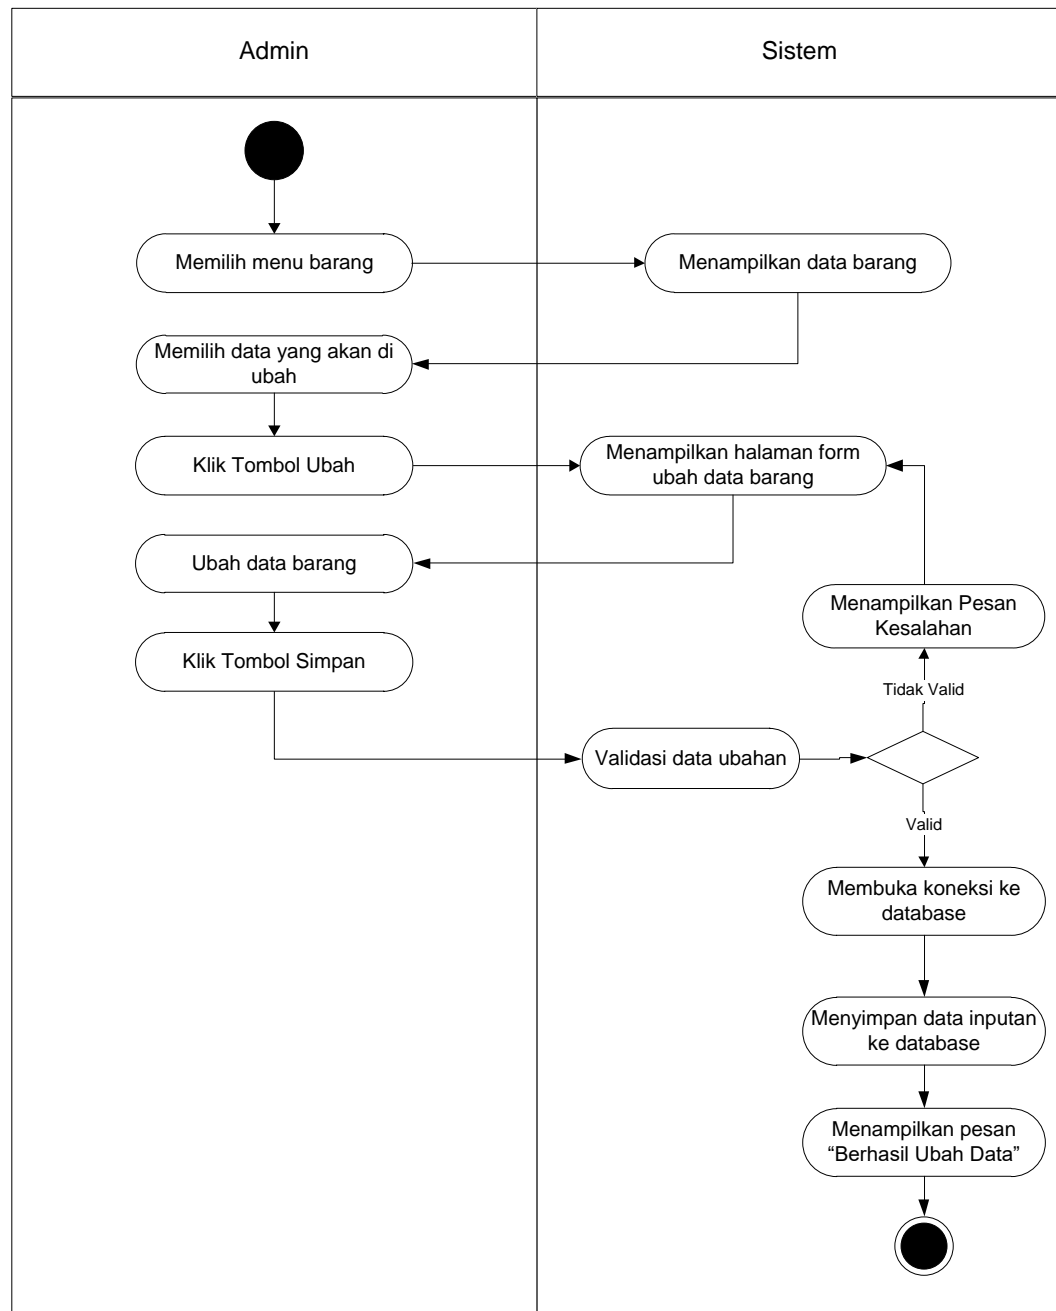 Admin
Sistem
Memilih menu barang
Menampilkan data barang
Memilih data yang akan di
ubah
Klik Tombol Ubah
Menampilkan halaman form
ubah data barang
Ubah data barang
Menampilkan Pesan
Kesalahan
Klik Tombol Simpan
Tidak Valid
Validasi data ubahan
Valid
Membuka koneksi ke
database
Menyimpan data inputan
ke database
Menampilkan pesan
“Berhasil Ubah Data”